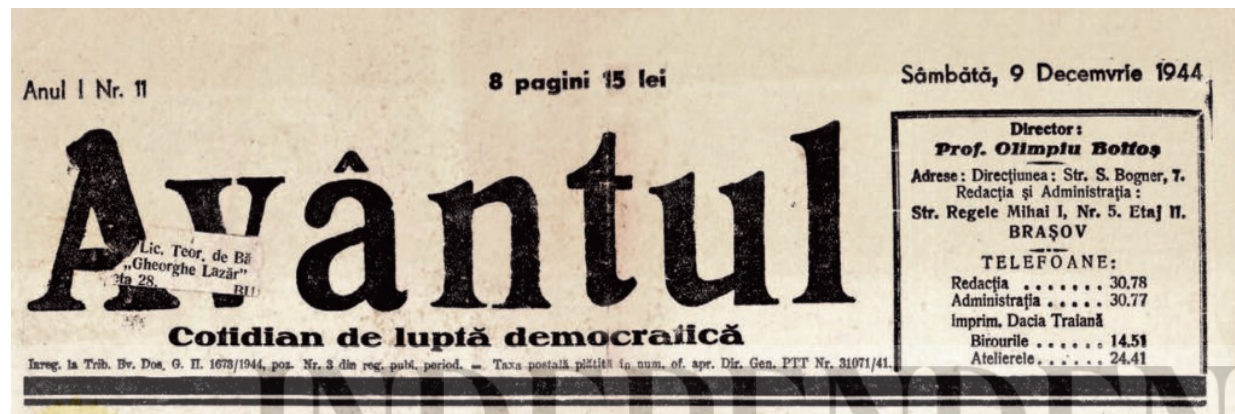 Anul I Nr. 11
8 pagini 15 lei
Sâmbătă, 9 Decemvrie 1944
Avântul
Lic. Teor. de Bă
„Gheorghe Lazăr”
28.
BU
Cotidian de luptă democratică
Inreg. la Trib. Bv. Dos. G. II. 1673/1944, poz. Nr. 3 din reg. publ. period. — Taxa postală plătită în num. of. apr. Dir. Gen. PTT Nr. 31071/41.
Director:
Prof. Olimpiu Boitoș
Adrese: Direcțiunea: Str. S. Bogner, 7.
Redacția și Administrația:
Str. Regele Mihai I, Nr. 5. Etaj II.
BRAȘOV
TELEFOANE:
Redacția . . . . . . . 30.78
Administrația . . . . . 30.77
Imprim. Dacia Traiană
Birourile . . . . . . 14.51
Atelierele . . . . . 24.41